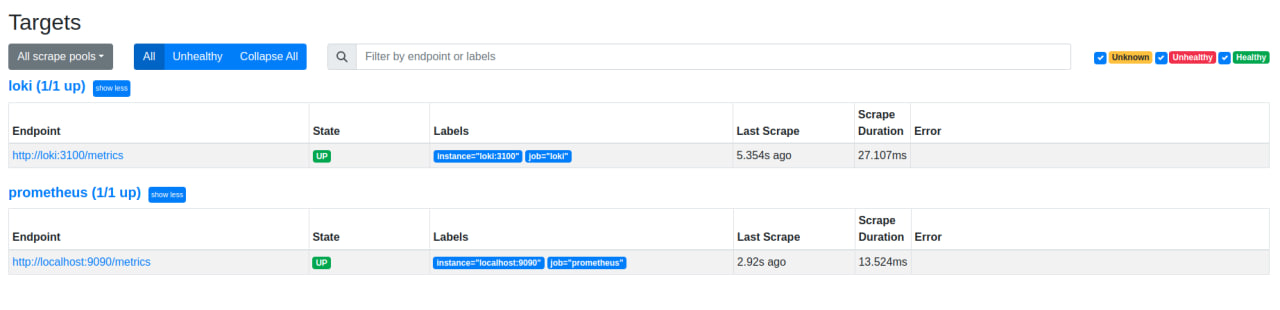 Targets
All scrape pools All Unhealthy Collapse All Filter by endpoint or labels Unknown Unhealthy Healthy
loki (1/1 up) show less
Endpoint State Labels Last Scrape Scrape Duration Error
http://loki:3100/metrics UP instance="loki:3100" job="loki" 5.354s ago 27.107ms
prometheus (1/1 up) show less
Endpoint State Labels Last Scrape Scrape Duration Error
http://localhost:9090/metrics UP instance="localhost:9090" job="prometheus" 2.92s ago 13.524ms